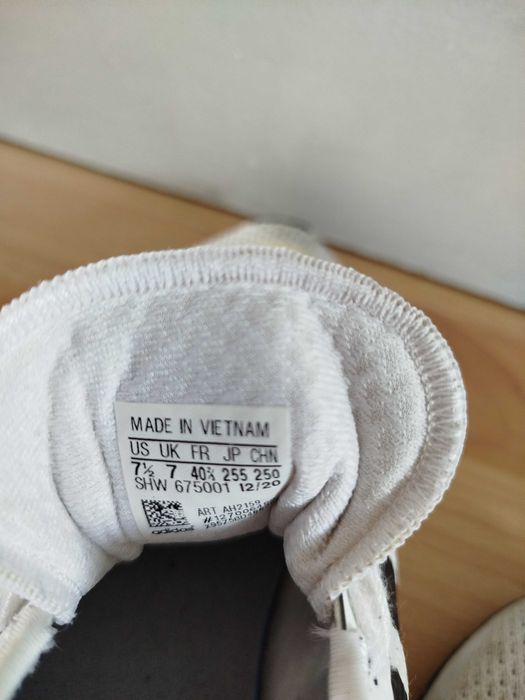 MADE IN VIETNAM
US UK FR JP CHN
7½ 7 40⅔ 255 250
SHW 675001 12/20
ART AH2159
adidas